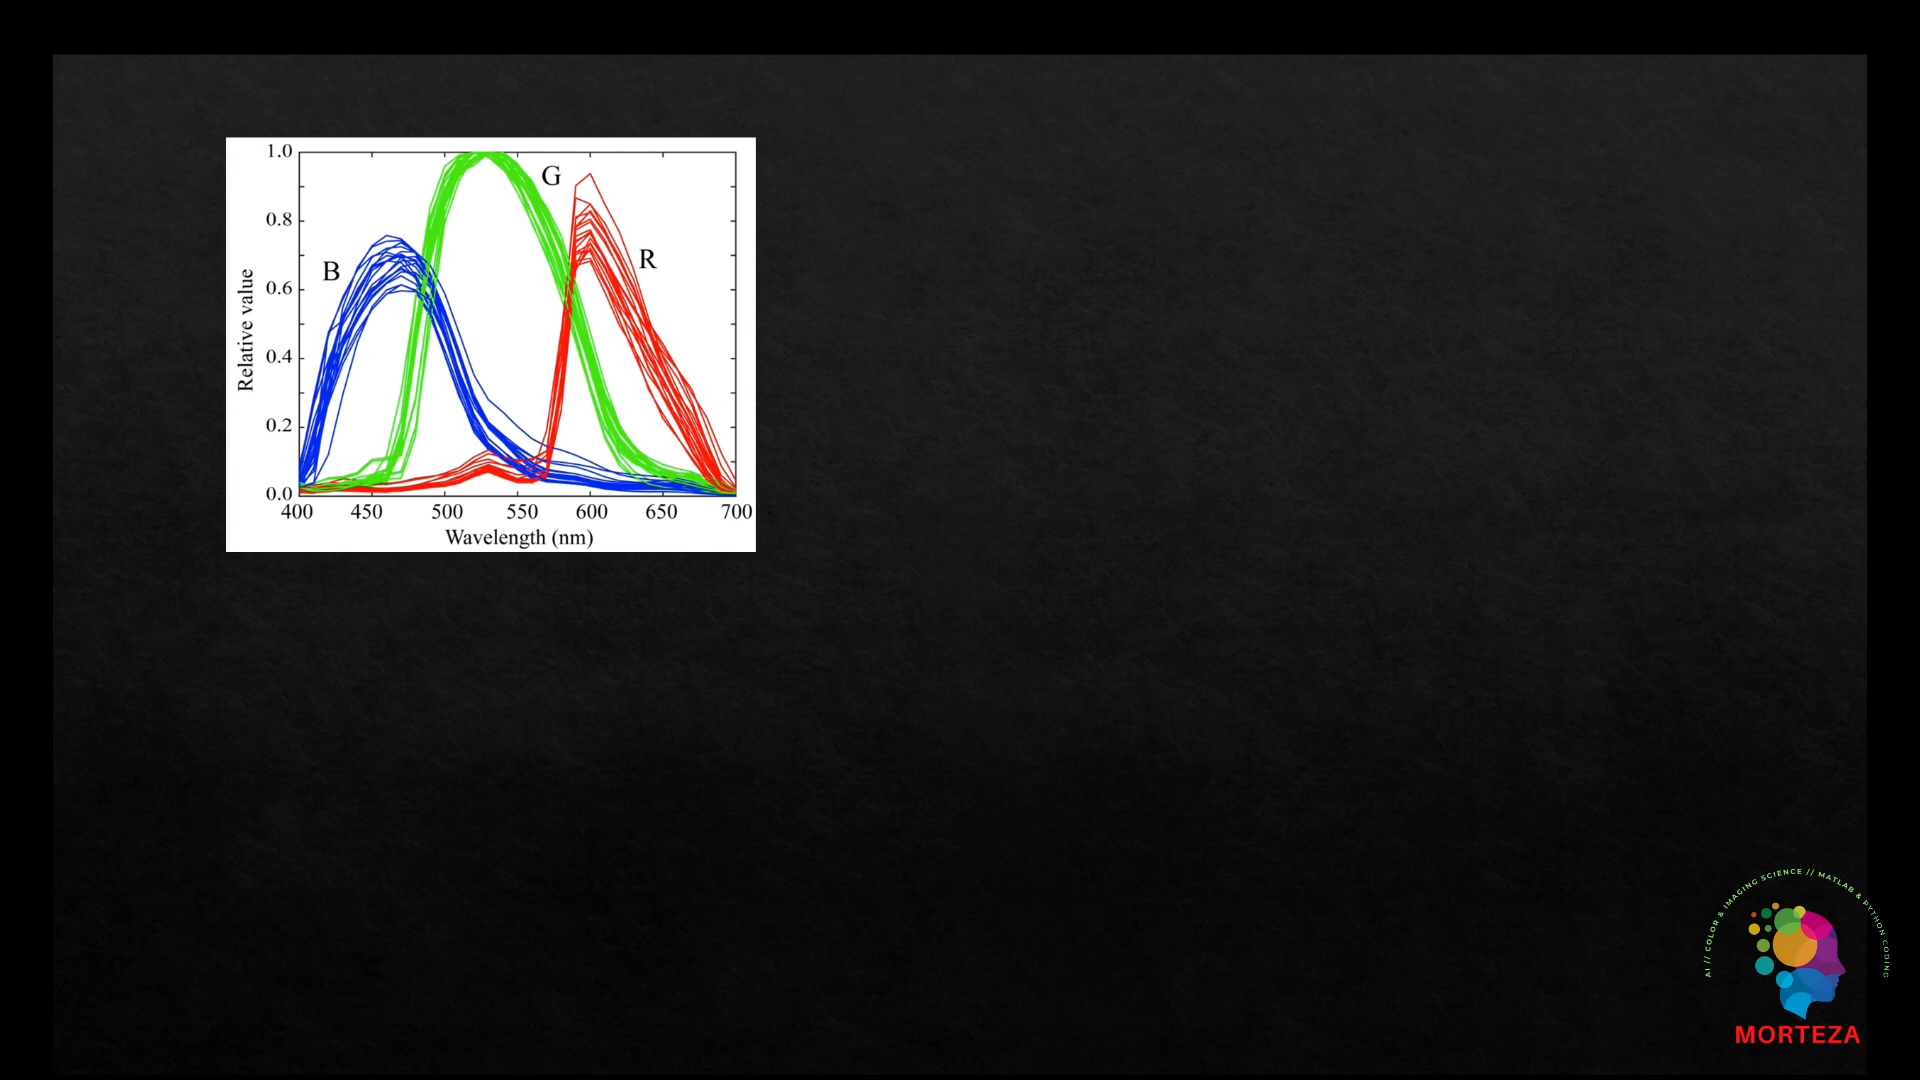 1.0
0.8
0.6
0.4
0.2
0.0
Relative value
B
G
R
400 450 500 550 600 650 700
Wavelength (nm)
AI // COLOR & IMAGING SCIENCE // MATLAB & PYTHON CODING
MORTEZA